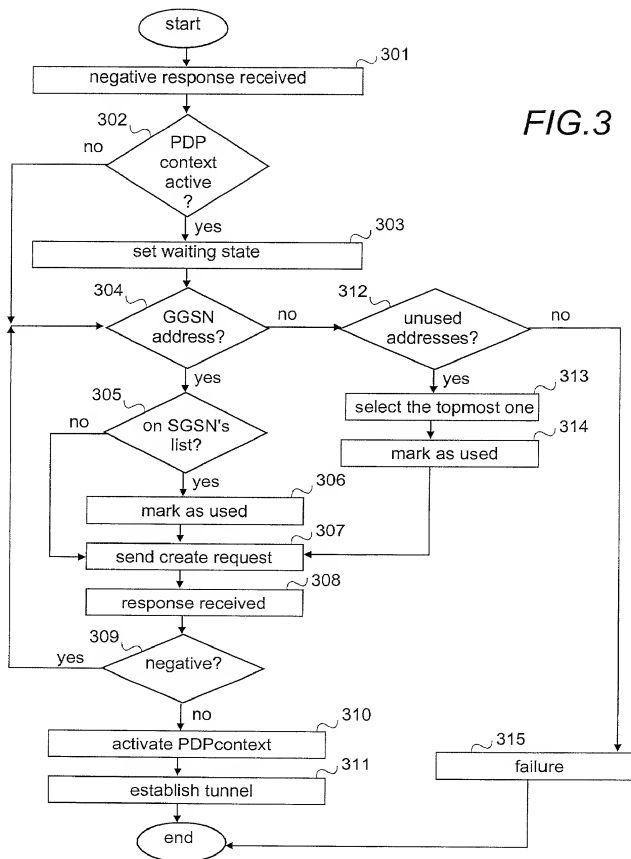 start
301
negative response received
FIG.3
302
no
PDP
context
active
?
yes
303
set waiting state
304
GGSN
address?
no
312
unused
addresses?
no
yes
yes
305
no
on SGSN's
list?
313
select the topmost one
314
mark as used
yes
306
mark as used
307
send create request
308
response received
309
yes
negative?
no
310
activate PDPcontext
311
establish tunnel
315
failure
end